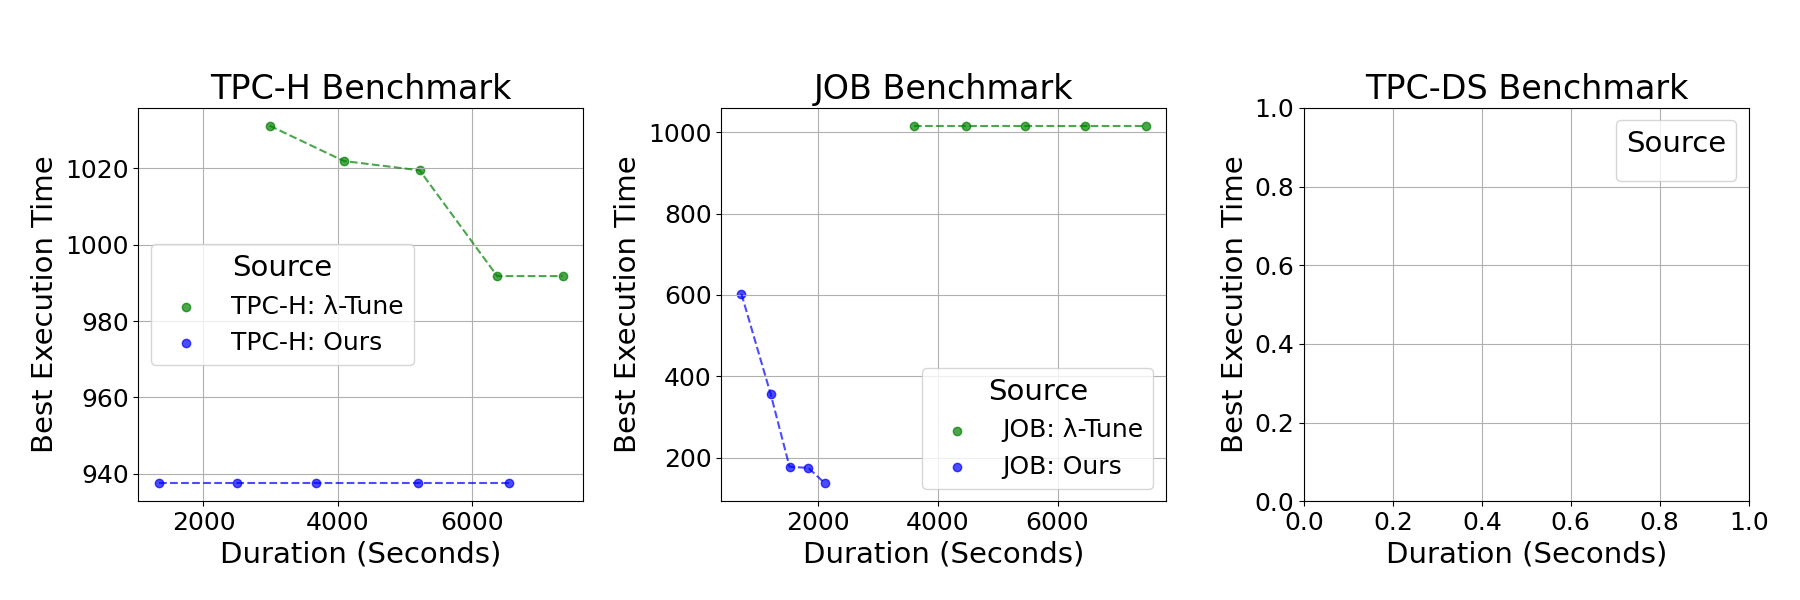 TPC-H Benchmark
Best Execution Time
1020
1000
980
960
940
Source
TPC-H: λ-Tune
TPC-H: Ours
2000 4000 6000
Duration (Seconds)
JOB Benchmark
Best Execution Time
1000
800
600
400
200
Source
JOB: λ-Tune
JOB: Ours
2000 4000 6000
Duration (Seconds)
TPC-DS Benchmark
Best Execution Time
1.0
0.8
0.6
0.4
0.2
0.0
Source
0.0 0.2 0.4 0.6 0.8 1.0
Duration (Seconds)